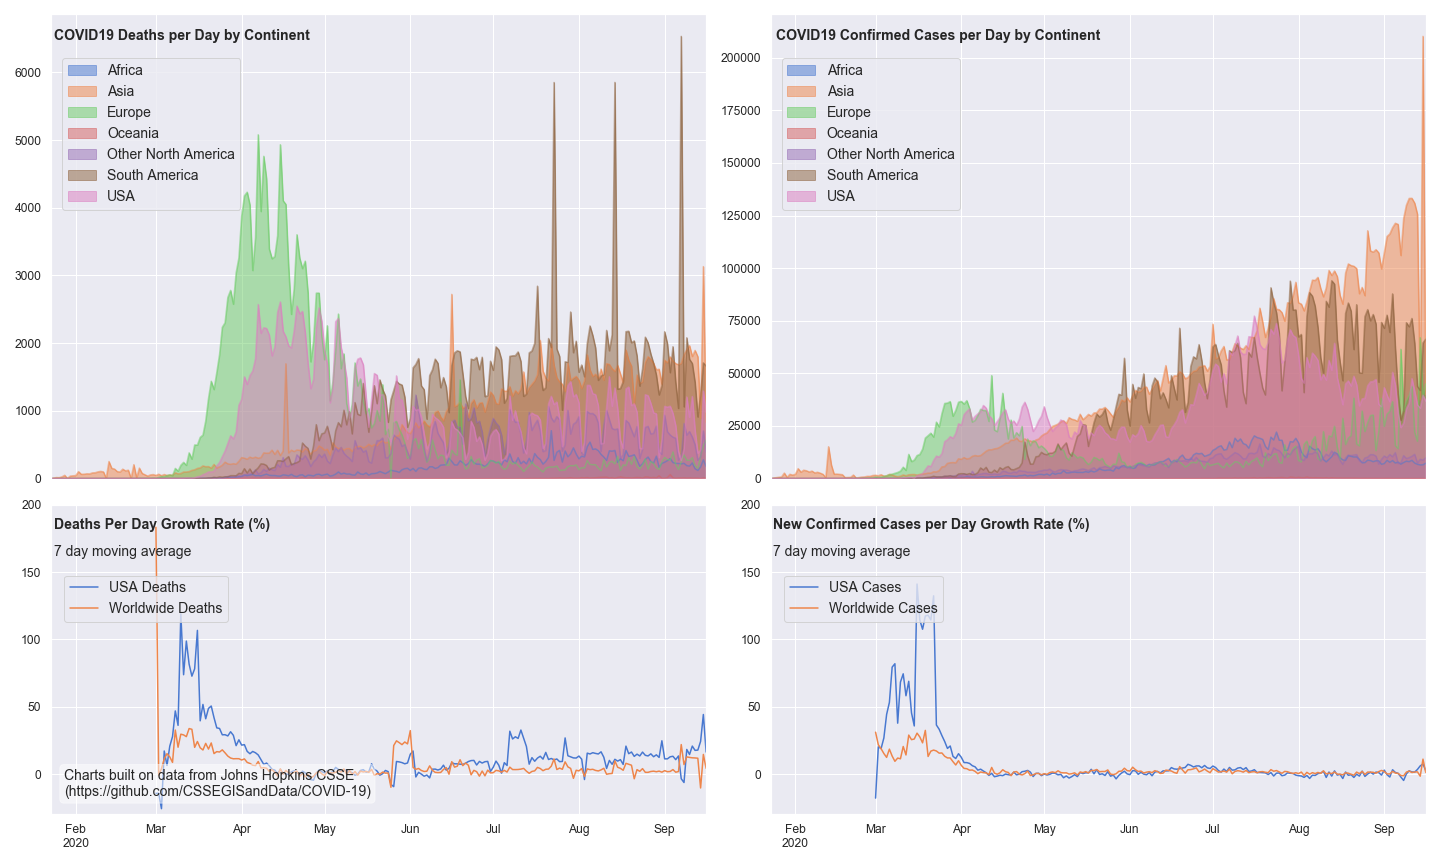 COVID19 Deaths per Day by Continent
Africa
Asia
Europe
Oceania
Other North America
South America
USA
6000
5000
4000
3000
2000
1000
0
COVID19 Confirmed Cases per Day by Continent
Africa
Asia
Europe
Oceania
Other North America
South America
USA
200000
175000
150000
125000
100000
75000
50000
25000
0
Deaths Per Day Growth Rate (%)
7 day moving average
USA Deaths
Worldwide Deaths
200
150
100
50
0
Charts built on data from Johns Hopkins CSSE
(https://github.com/CSSEGISandData/COVID-19)
Feb Mar Apr May Jun Jul Aug Sep
2020
New Confirmed Cases per Day Growth Rate (%)
7 day moving average
USA Cases
Worldwide Cases
200
150
100
50
0
Feb Mar Apr May Jun Jul Aug Sep
2020